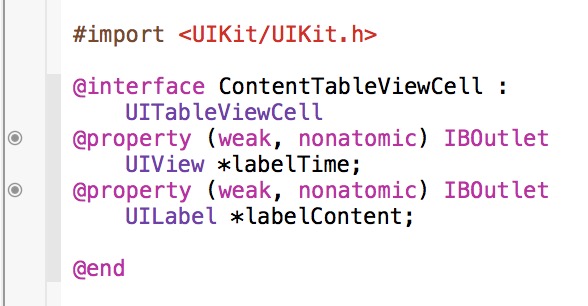 #import <UIKit/UIKit.h>
@interface ContentTableViewCell :
UITableViewCell
@property (weak, nonatomic) IBOutlet
UIView *labelTime;
@property (weak, nonatomic) IBOutlet
UILabel *labelContent;
@end